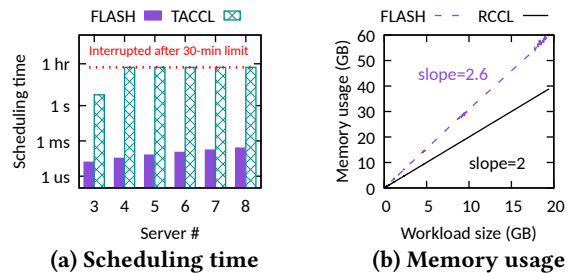 FLASH TACCL
Interrupted after 30-min limit
Scheduling time
1 hr
1 s
1 ms
1 us
3 4 5 6 7 8
Server #
(a) Scheduling time
FLASH RCCL
Memory usage (GB)
60
50
40
30
20
10
0
slope=2.6
slope=2
0 5 10 15 20
Workload size (GB)
(b) Memory usage